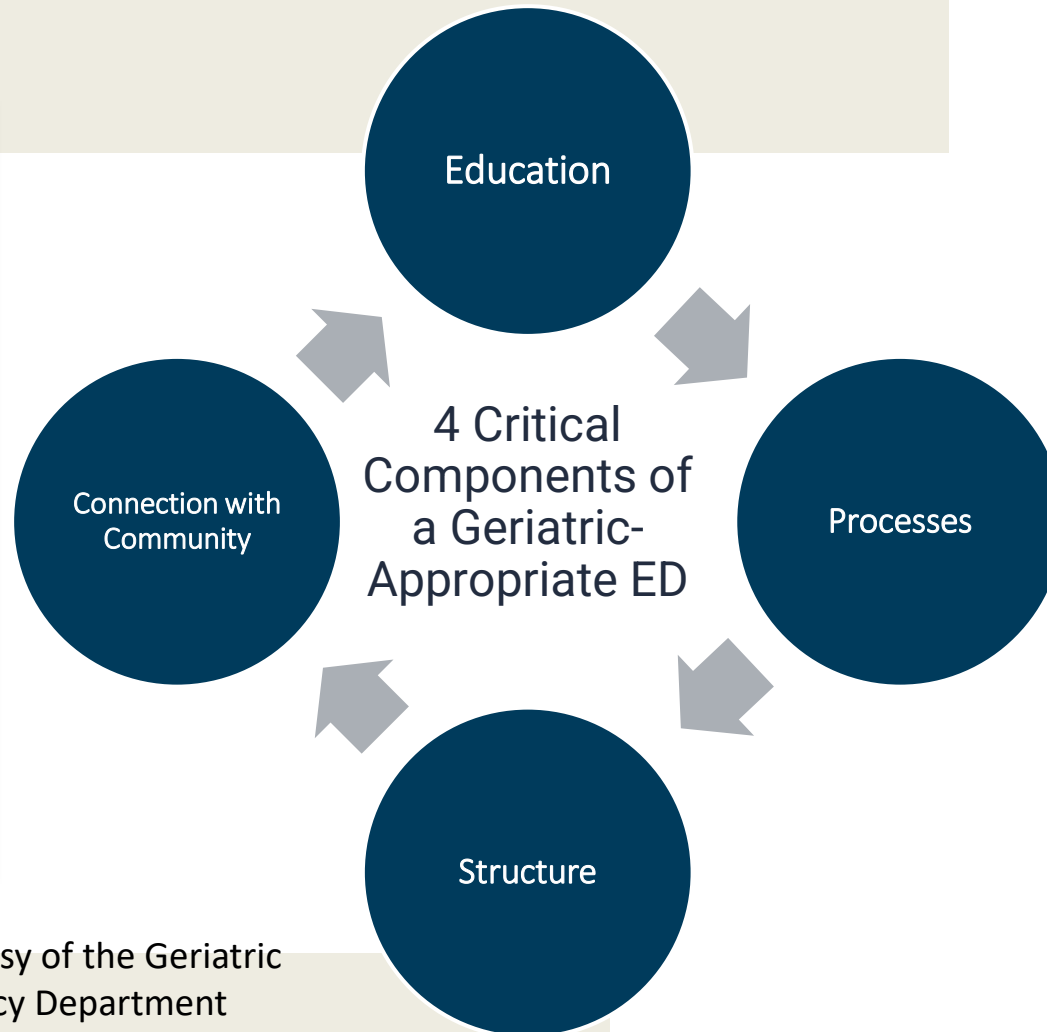 Education
4 Critical
Components of
a Geriatric-
Appropriate ED
Connection with
Community
Processes
Structure
sy of the Geriatric
cy Department